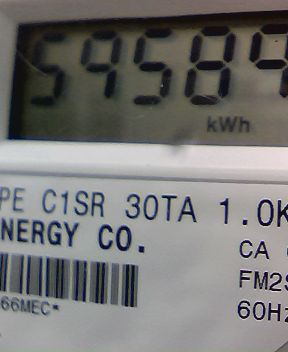 59589
kWh
PE C1SR 30TA 1.0K
NERGY CO.
CA
FM2S
66MEC*
60Hz